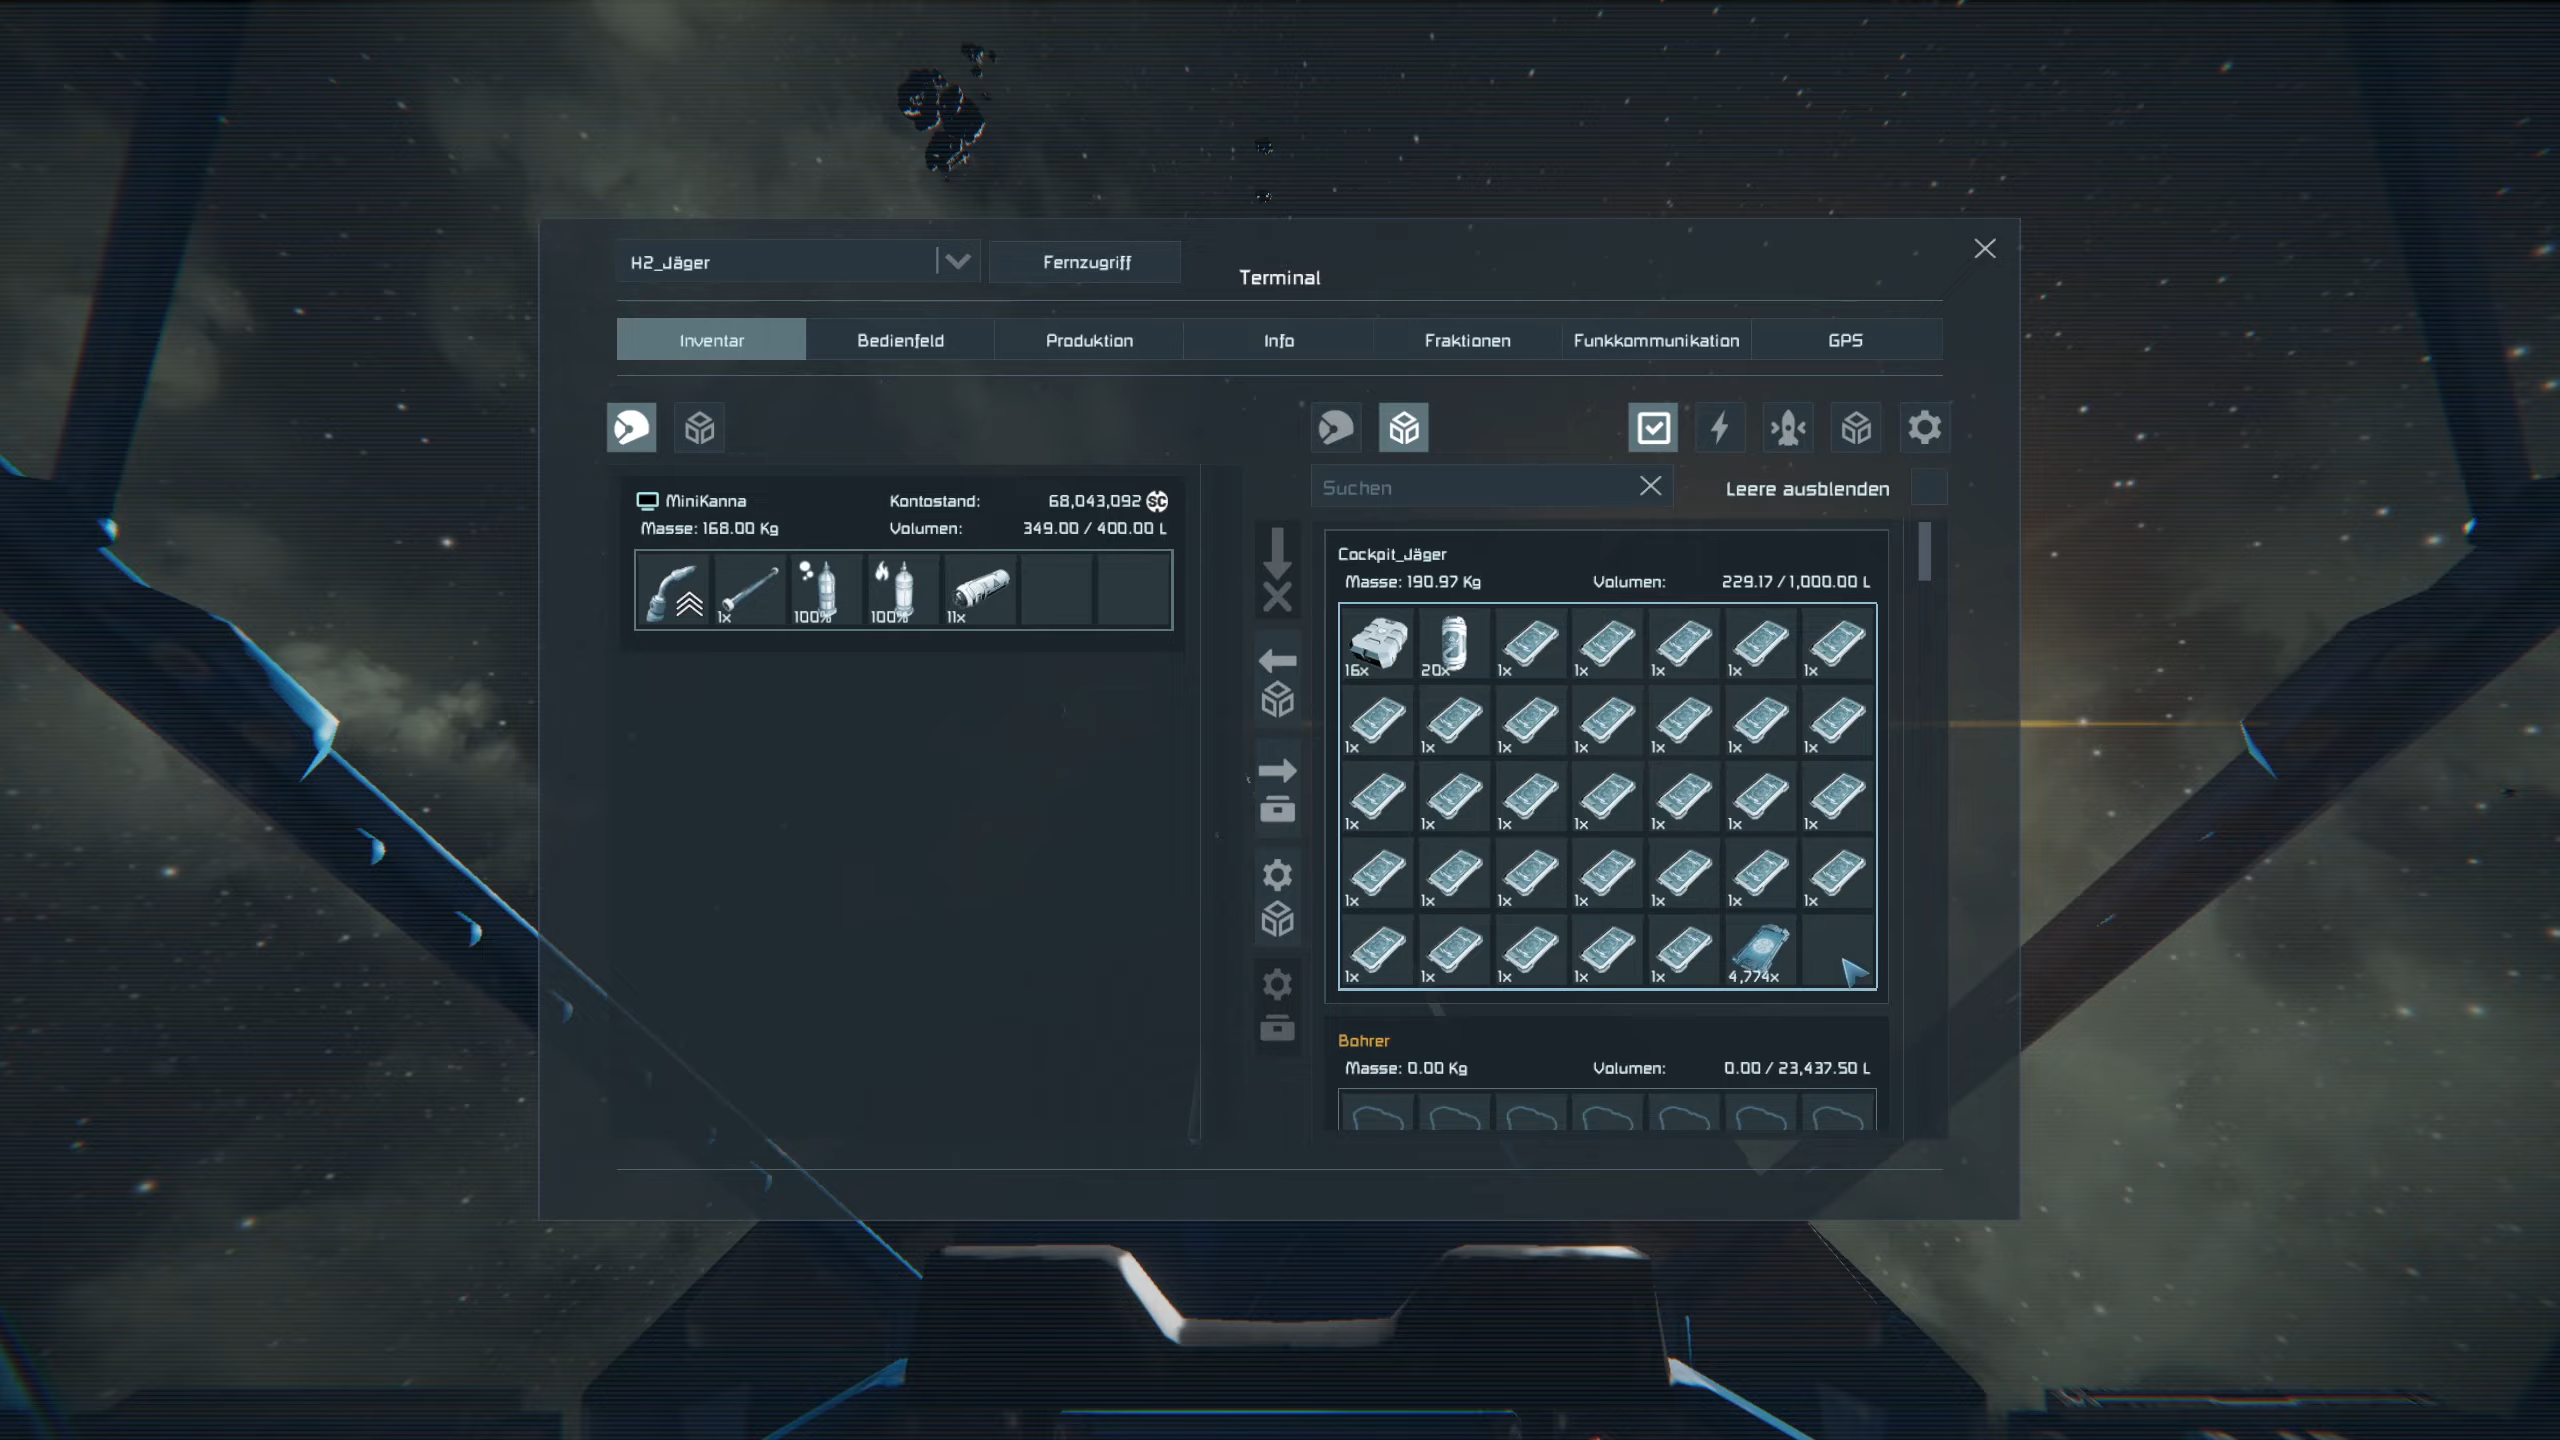 H2_Jäger
Fernzugriff
Terminal
Inventar
Bedienfeld
Produktion
Info
Fraktionen
Funkkommunikation
GPS
MiniKanna
Kontostand: 68,043,092 SC
Masse: 168.00 Kg
Volumen: 349.00 / 400.00 L
1x
100%
100%
11x
Suchen
Leere ausblenden
Cockpit_Jäger
Masse: 190.97 Kg
Volumen: 229.17 / 1,000.00 L
16x 20x 1x 1x 1x 1x 1x
1x 1x 1x 1x 1x 1x 1x
1x 1x 1x 1x 1x 1x 1x
1x 1x 1x 1x 1x 1x 1x
1x 1x 1x 1x 1x 4,774x
Bohrer
Masse: 0.00 Kg
Volumen: 0.00 / 23,437.50 L